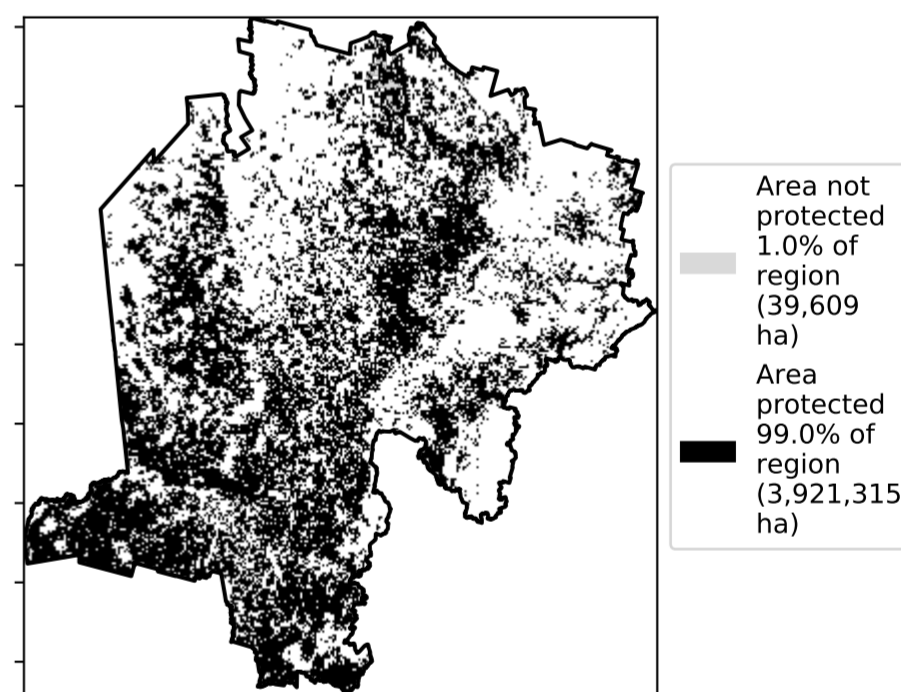 Area not
protected
1.0% of
region
(39,609
ha)
Area
protected
99.0% of
region
(3,921,315
ha)